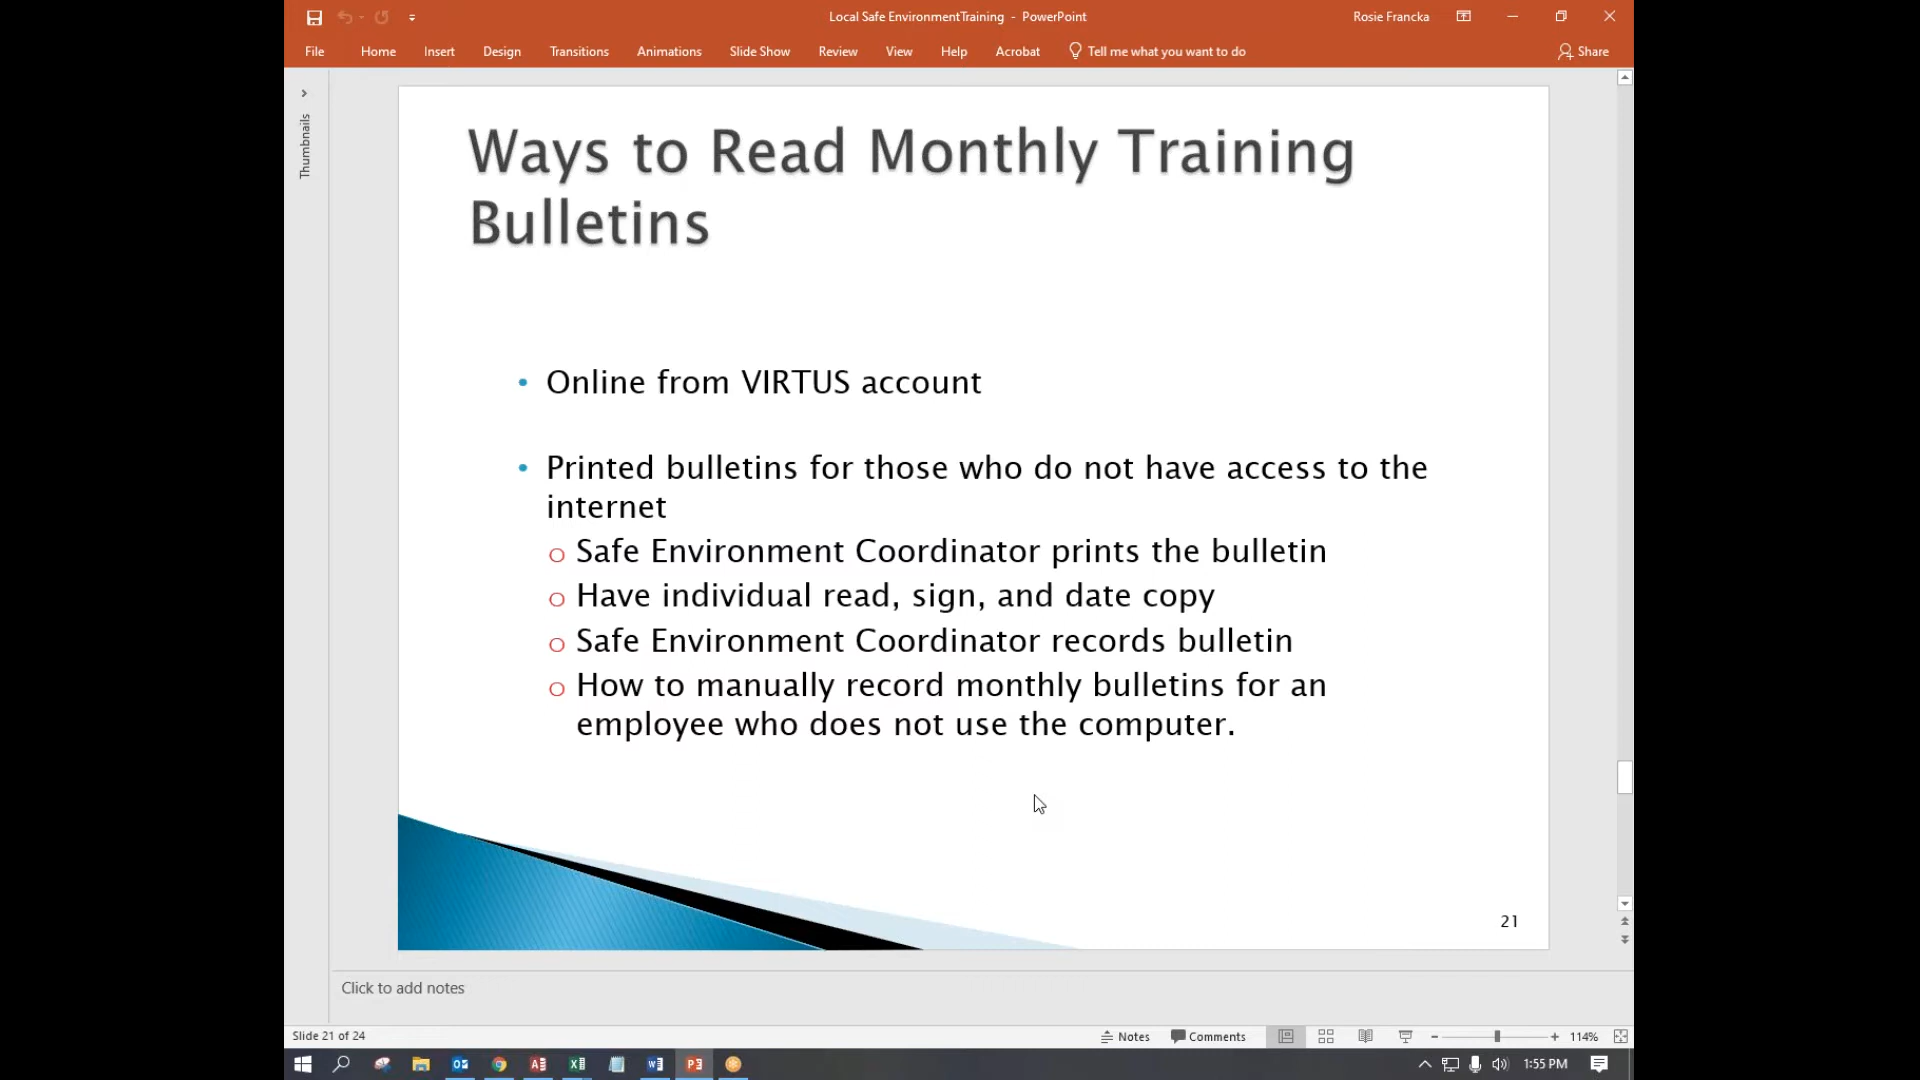 Local Safe EnvironmentTraining - PowerPoint
Rosie Francka
File Home Insert Design Transitions Animations Slide Show Review View Help Acrobat Tell me what you want to do Share
Thumbnails
Ways to Read Monthly Training
Bulletins
• Online from VIRTUS account
• Printed bulletins for those who do not have access to the
internet
o Safe Environment Coordinator prints the bulletin
o Have individual read, sign, and date copy
o Safe Environment Coordinator records bulletin
o How to manually record monthly bulletins for an
employee who does not use the computer.
21
Click to add notes
Slide 21 of 24
Notes Comments 114%
1:55 PM